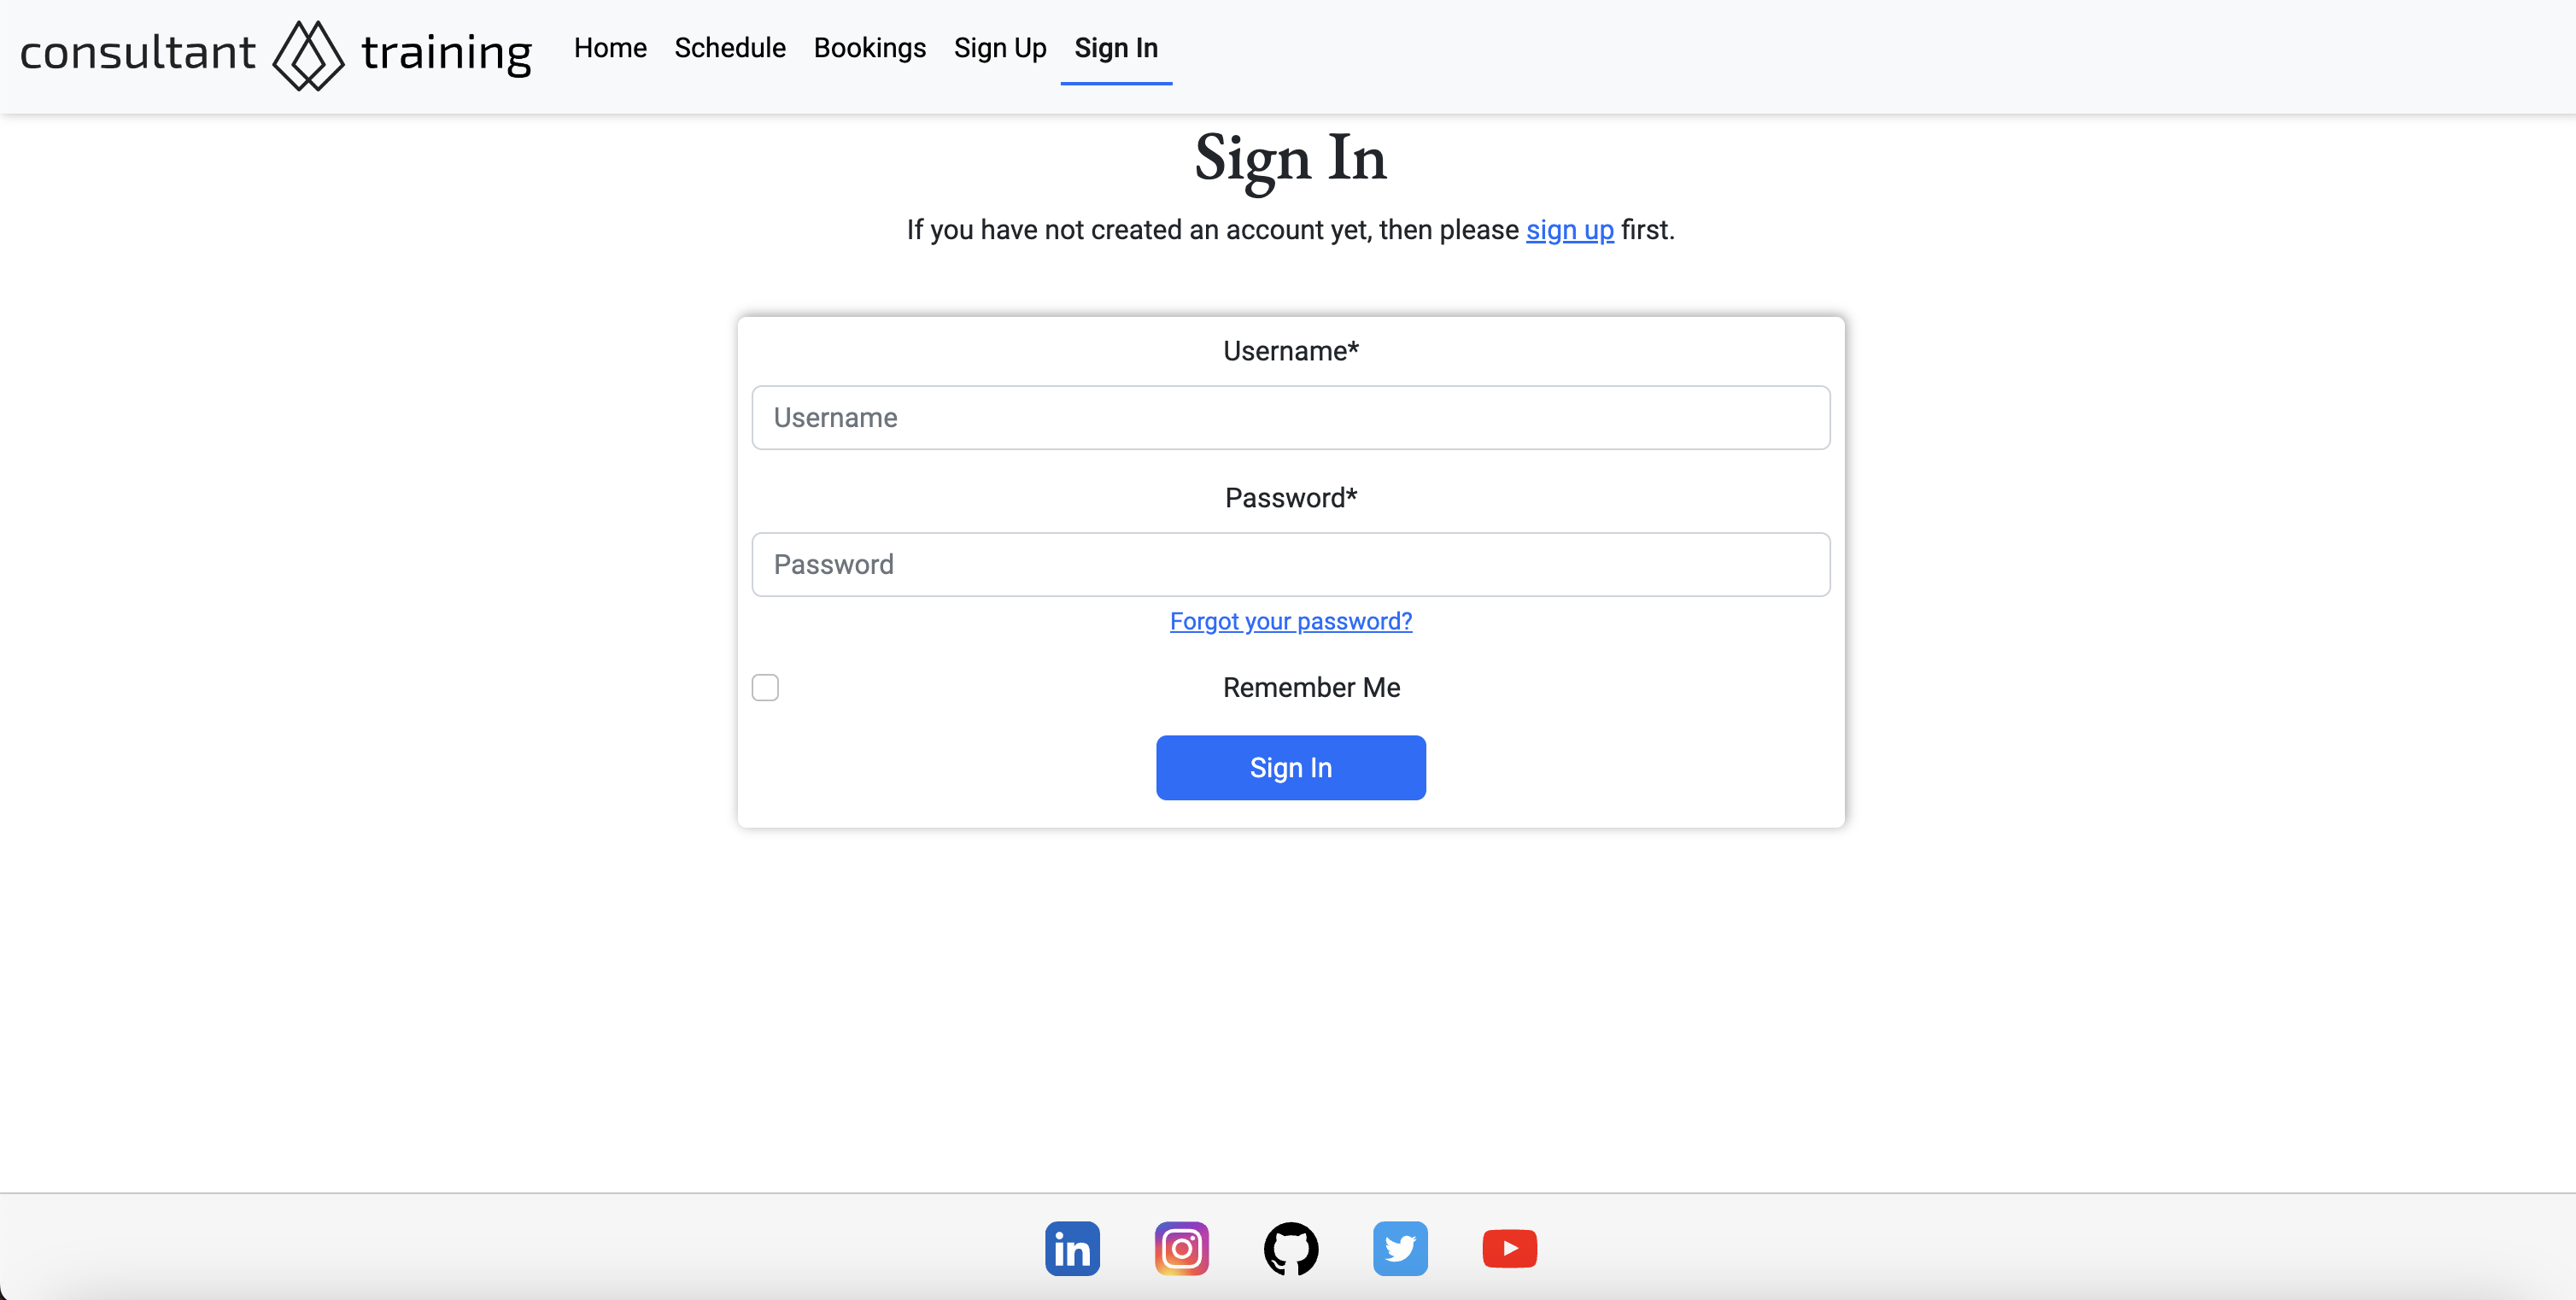 consultant training Home Schedule Bookings Sign Up Sign In
Sign In
If you have not created an account yet, then please sign up first.
Username*
Username
Password*
Password
Forgot your password?
Remember Me
Sign In
in